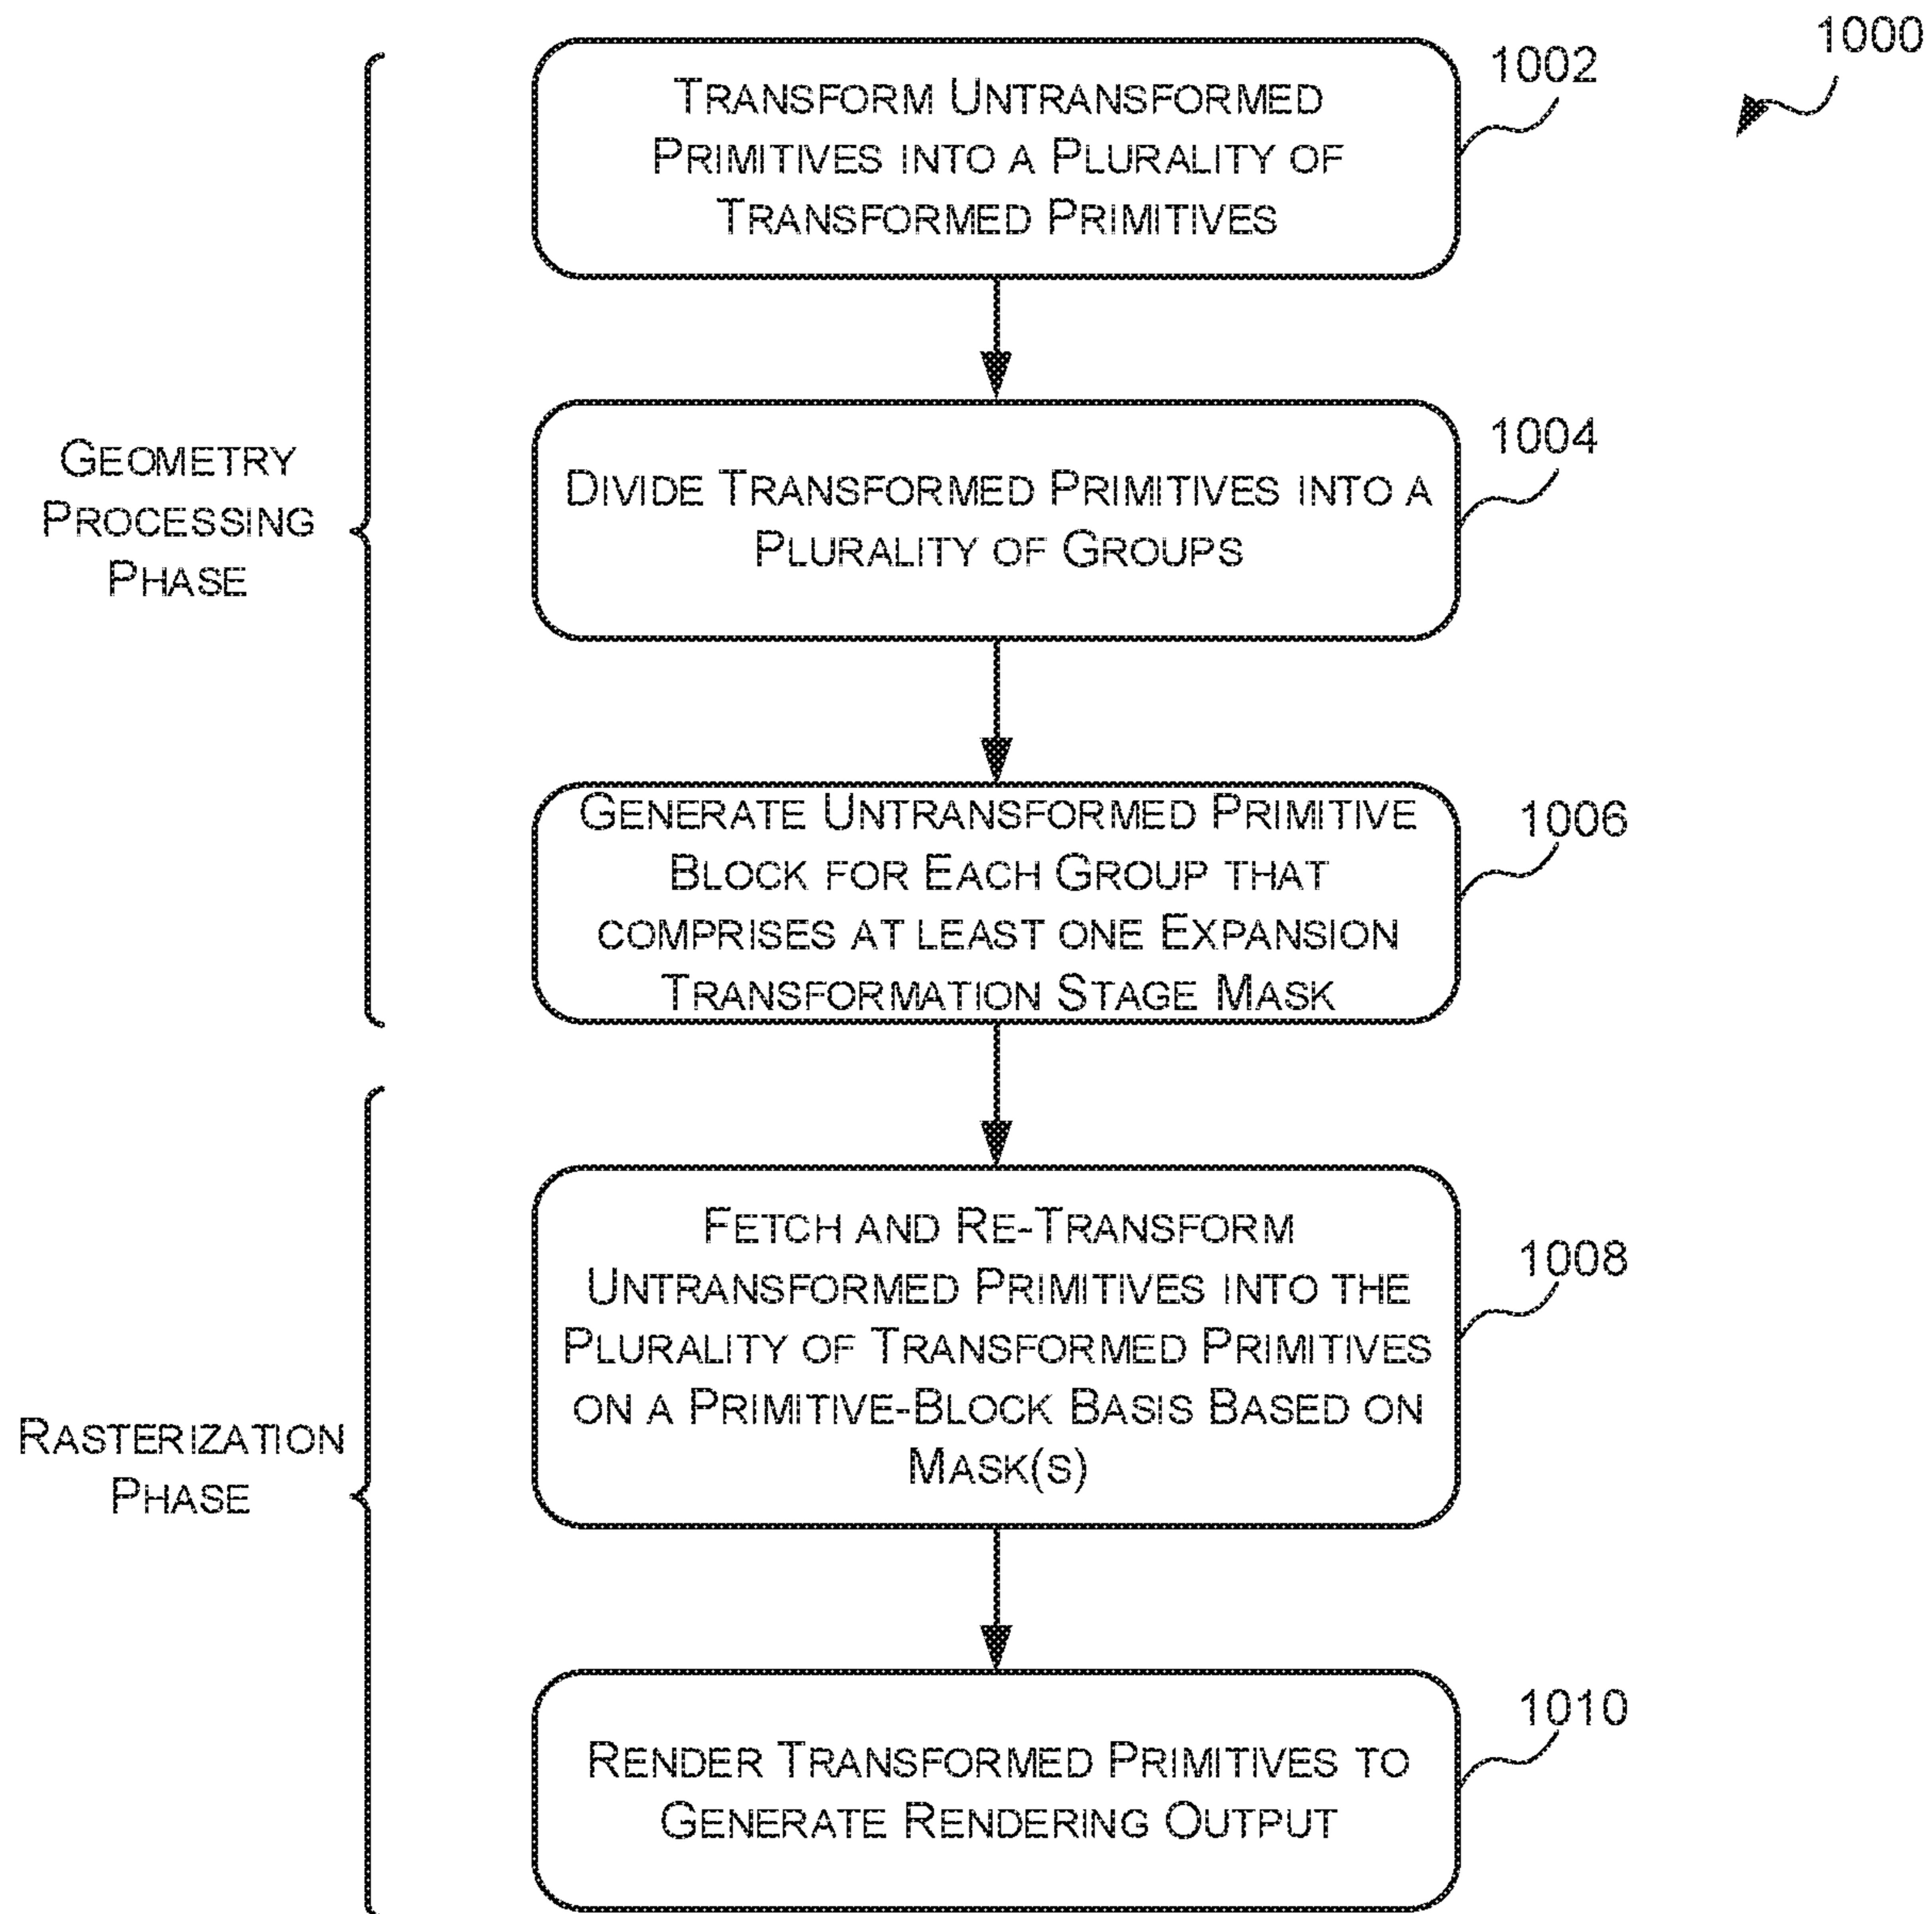 1000
1002
TRANSFORM UNTRANSFORMED
PRIMITIVES INTO A PLURALITY OF
TRANSFORMED PRIMITIVES
GEOMETRY
PROCESSING
PHASE
1004
DIVIDE TRANSFORMED PRIMITIVES INTO A
PLURALITY OF GROUPS
1006
GENERATE UNTRANSFORMED PRIMITIVE
BLOCK FOR EACH GROUP THAT
COMPRISES AT LEAST ONE EXPANSION
TRANSFORMATION STAGE MASK
RASTERIZATION
PHASE
1008
FETCH AND RE-TRANSFORM
UNTRANSFORMED PRIMITIVES INTO THE
PLURALITY OF TRANSFORMED PRIMITIVES
ON A PRIMITIVE-BLOCK BASIS BASED ON
MASK(S)
1010
RENDER TRANSFORMED PRIMITIVES TO
GENERATE RENDERING OUTPUT